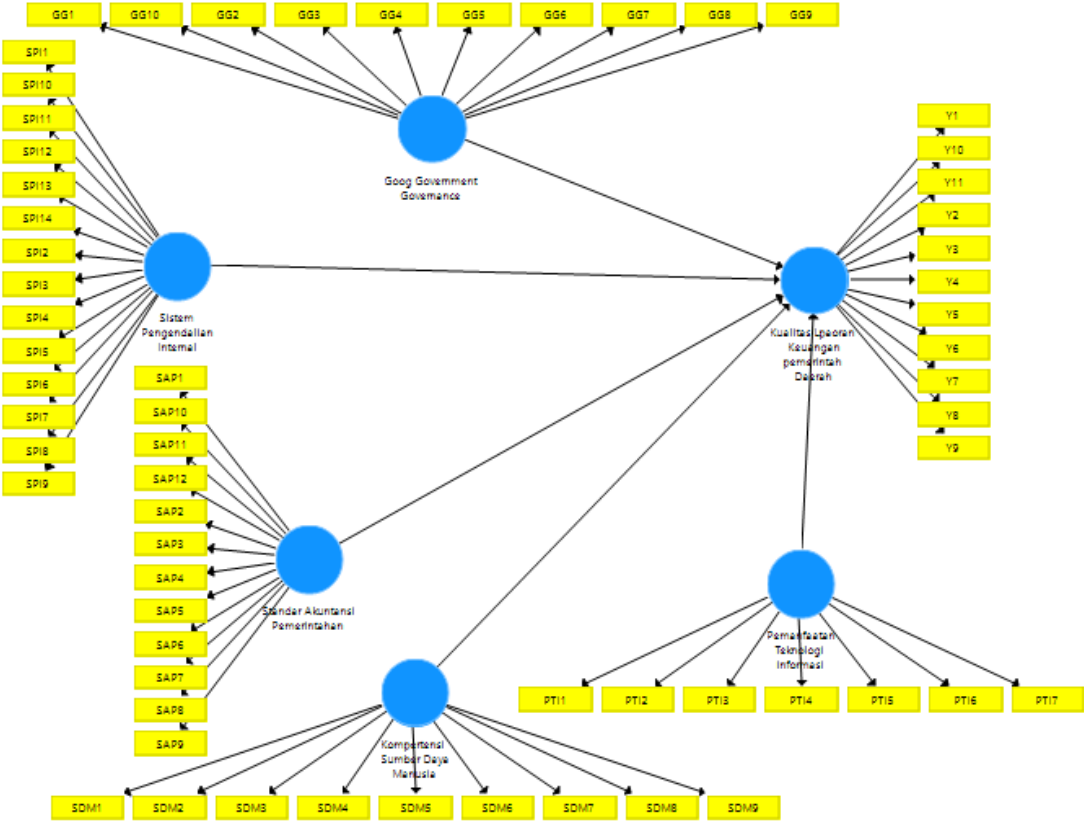 GG1 GG10 GG2 GG3 GG4 GG5 GG6 GG7 GG8 GG9
SPI1
SPI10
SPI11
SPI12
SPI13
SPI14
SPI2
SPI3
SPI4
SPI5
SPI6
SPI7
SPI8
SPI9
Goog Government
Governance
Sistem
Pengendalian
Internal
Y1
Y10
Y11
Y2
Y3
Y4
Y5
Y6
Y7
Y8
Y9
Kualitas Lpaoran
Keuangan
pemerintah
Daerah
SAP1
SAP10
SAP11
SAP12
SAP2
SAP3
SAP4
SAP5
SAP6
SAP7
SAP8
SAP9
Standar Akuntansi
Pemerintahan
Pemanfaatan
Teknologi
Informasi
PTI1 PTI2 PTI3 PTI4 PTI5 PTI6 PTI7
Kompertensi
Sumber Daya
Manusia
SDM1 SDM2 SDM3 SDM4 SDM5 SDM6 SDM7 SDM8 SDM9